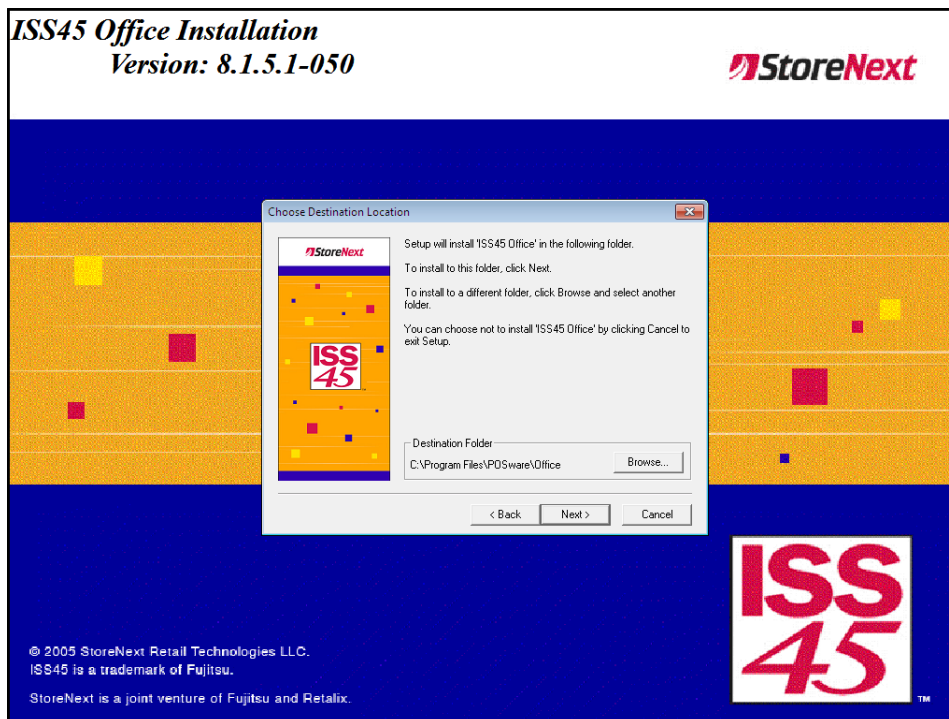 ISS45 Office Installation
Version: 8.1.5.1-050
StoreNext
Choose Destination Location
StoreNext
ISS
45
Setup will install 'ISS45 Office' in the following folder.
To install to this folder, click Next.
To install to a different folder, click Browse and select another
folder.
You can choose not to install 'ISS45 Office' by clicking Cancel to
exit Setup.
Destination Folder
C:\Program Files\POSware\Office
Browse...
< Back
Next >
Cancel
ISS
45
TM
© 2005 StoreNext Retail Technologies LLC.
ISS45 is a trademark of Fujitsu.
StoreNext is a joint venture of Fujitsu and Retalix.